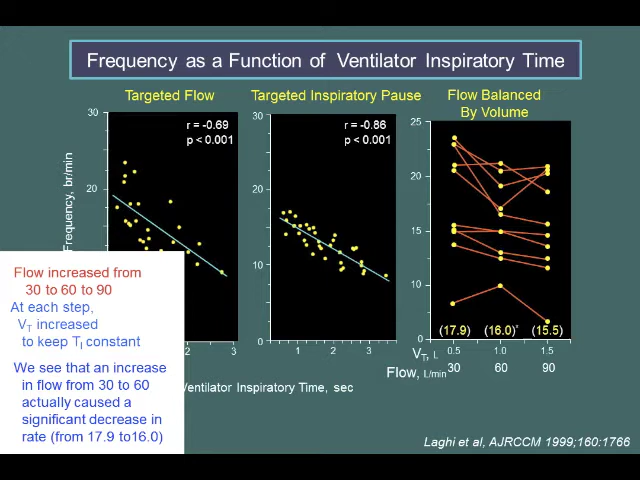 Frequency as a Function of Ventilator Inspiratory Time
Targeted Flow
Targeted Inspiratory Pause
Flow Balanced
By Volume
30
20
Frequency, br/min
r = -0.69
p < 0.001
2
3
30
20
10
0
r = -0.86
p < 0.001
1
2
3
25
20
15
10
0
(17.9)
(16.0)*
(15.5)
VT, L
0.5
1.0
1.5
Flow, L/min
30
60
90
Ventilator Inspiratory Time, sec
Flow increased from
30 to 60 to 90
At each step,
VT increased
to keep TI constant
We see that an increase
in flow from 30 to 60
actually caused a
significant decrease in
rate (from 17.9 to16.0)
Laghi et al, AJRCCM 1999;160:1766